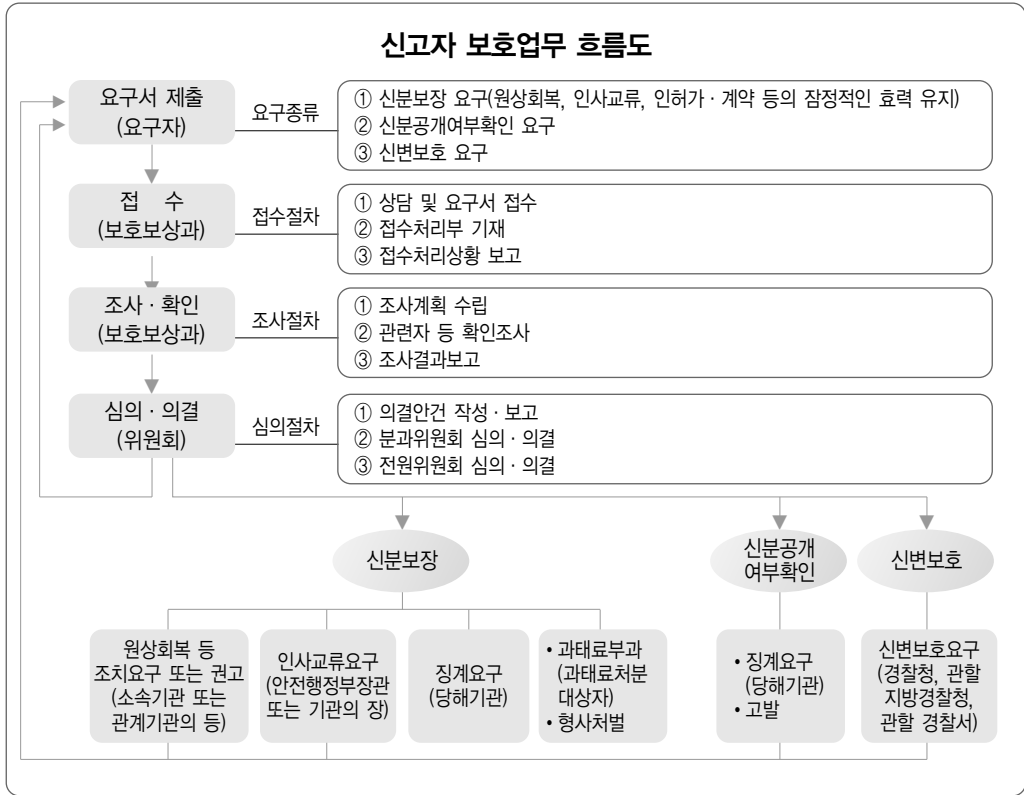 신고자 보호업무 흐름도
요구서 제출
(요구자)
요구종류
① 신분보장 요구(원상회복, 인사교류, 인허가 · 계약 등의 잠정적인 효력 유지)
② 신분공개여부확인 요구
③ 신변보호 요구
접 수
(보호보상과)
접수절차
① 상담 및 요구서 접수
② 접수처리부 기재
③ 접수처리상황 보고
조사 · 확인
(보호보상과)
조사절차
① 조사계획 수립
② 관련자 등 확인조사
③ 조사결과보고
심의 · 의결
(위원회)
심의절차
① 의결안건 작성 · 보고
② 분과위원회 심의 · 의결
③ 전원위원회 심의 · 의결
신분보장
신분공개
여부확인
신변보호
원상회복 등
조치요구 또는 권고
(소속기관 또는
관계기관의 등)
인사교류요구
(안전행정부장관
또는 기관의 장)
징계요구
(당해기관)
• 과태료부과
(과태료처분
대상자)
• 형사처벌
• 징계요구
(당해기관)
• 고발
신변보호요구
(경찰청, 관할
지방경찰청,
관할 경찰서)